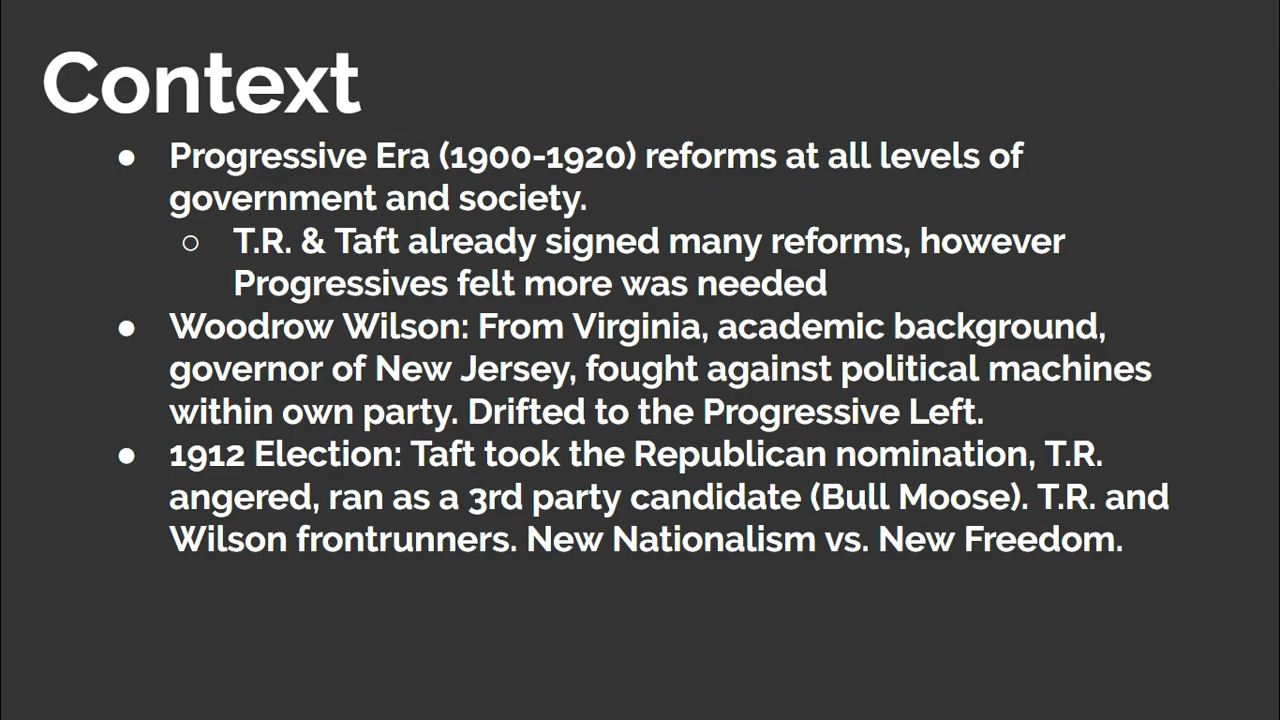 Context
● Progressive Era (1900-1920) reforms at all levels of
government and society.
○ T.R. & Taft already signed many reforms, however
Progressives felt more was needed
● Woodrow Wilson: From Virginia, academic background,
governor of New Jersey, fought against political machines
within own party. Drifted to the Progressive Left.
● 1912 Election: Taft took the Republican nomination, T.R.
angered, ran as a 3rd party candidate (Bull Moose). T.R. and
Wilson frontrunners. New Nationalism vs. New Freedom.